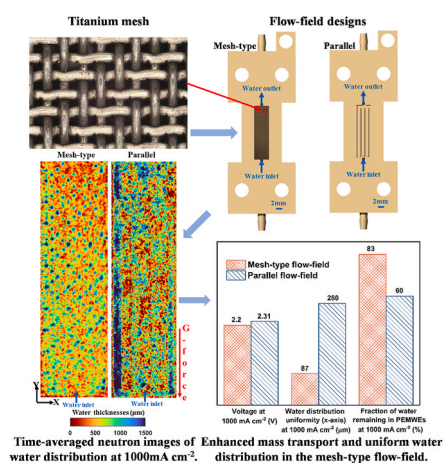 Titanium mesh
Flow-field designs
Mesh-type
Parallel
Water outlet
Water outlet
Water inlet
Water inlet
2mm
2mm
Mesh-type
Parallel
G-force
Y
X
Water inlet
Water inlet
Water thicknesses(μm)
0 500 1000 1500
Time-averaged neutron images of
water distribution at 1000mA cm-2.
Mesh-type flow-field
Parallel flow-field
2.2
2.31
87
280
83
60
Voltage at
1000 mA cm-2 (V)
Water distribution
uniformity (x-axis)
at 1000 mA cm-2 (μm)
Fraction of water
remaining in PEMWEs
at 1000 mA cm-2 (%)
Enhanced mass transport and uniform water
distribution in the mesh-type flow-field.